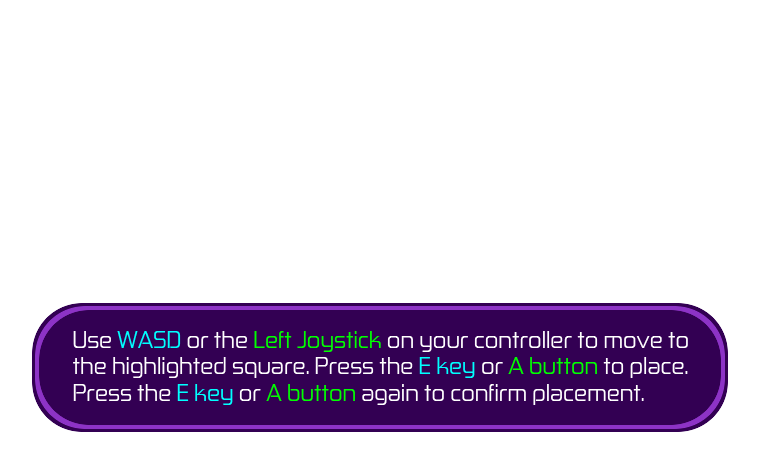 Use WASD or the Left Joystick on your controller to move to
the highlighted square. Press the E key or A button to place.
Press the E key or A button again to confirm placement.